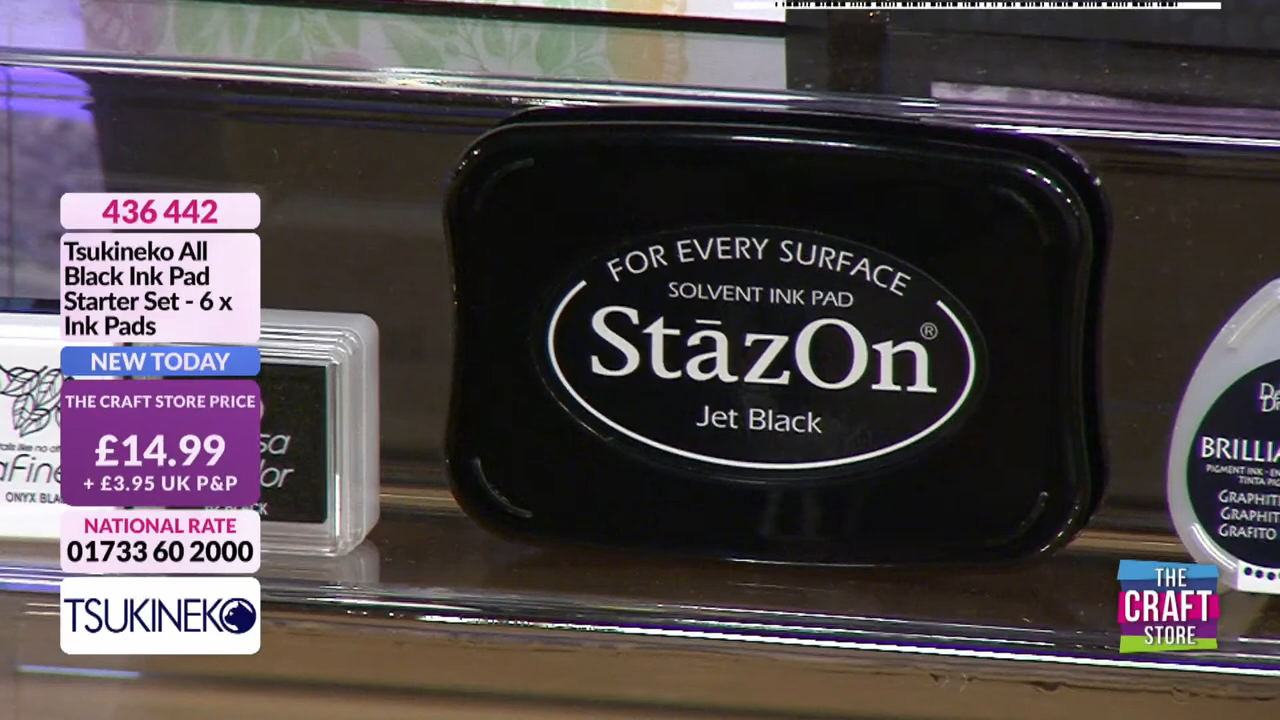 436 442
Tsukineko All
Black Ink Pad
Starter Set - 6 x
Ink Pads
NEW TODAY
THE CRAFT STORE PRICE
£14.99
+ £3.95 UK P&P
NATIONAL RATE
01733 60 2000
TSUKINEKO
ONYX BLA
FOR EVERY SURFACE
SOLVENT INK PAD
StāzOn®
Jet Black
BRILLIA
PIGMENT INK
GRAPHIT
GRAPHIT
GRAFITO
THE
CRAFT
STORE